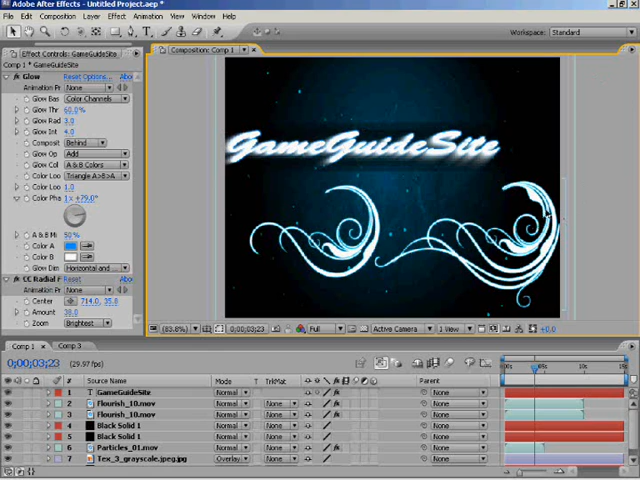 Adobe After Effects - Untitled Project.aep *
File Edit Composition Layer Effect Animation View Window Help
Workspace: Standard
Effect Controls: GameGuideSite
Composition: Comp 1
Comp 1 * GameGuideSite
Glow Reset Options... Abo
Animation Pr None
Glow Bas Color Channels
Glow Thr 60.0%
Glow Rad 3.0
Glow Int 4.0
Composit Behind
Glow Op Add
Glow Col A & B Colors
Color Loo Triangle A>B>A
Color Loo 1.0
Color Pha 1 x +79.0°
A & B Mi 50%
Color A
Color B
Glow Dim Horizontal and
CC Radial F Reset Abo
Animation Pr None
Center 714.0, 35.8
Amount 38.0
Zoom Brightest
GameGuideSite
(83.8%) 0;00;03;23 Full Active Camera 1 View +0.0
Comp 1 Comp 3
0;00;03;23 (29.97 fps)
# Source Name Mode T TrkMat Parent
1 T GameGuideSite Normal None
2 Flourish_10.mov Normal None None
3 Flourish_10.mov Normal None None
4 Black Solid 1 Normal None None
5 Black Solid 1 Normal None None
6 Particles_01.mov Normal None None
7 Tex_3_grayscale.jpeg.jpg Overlay None None